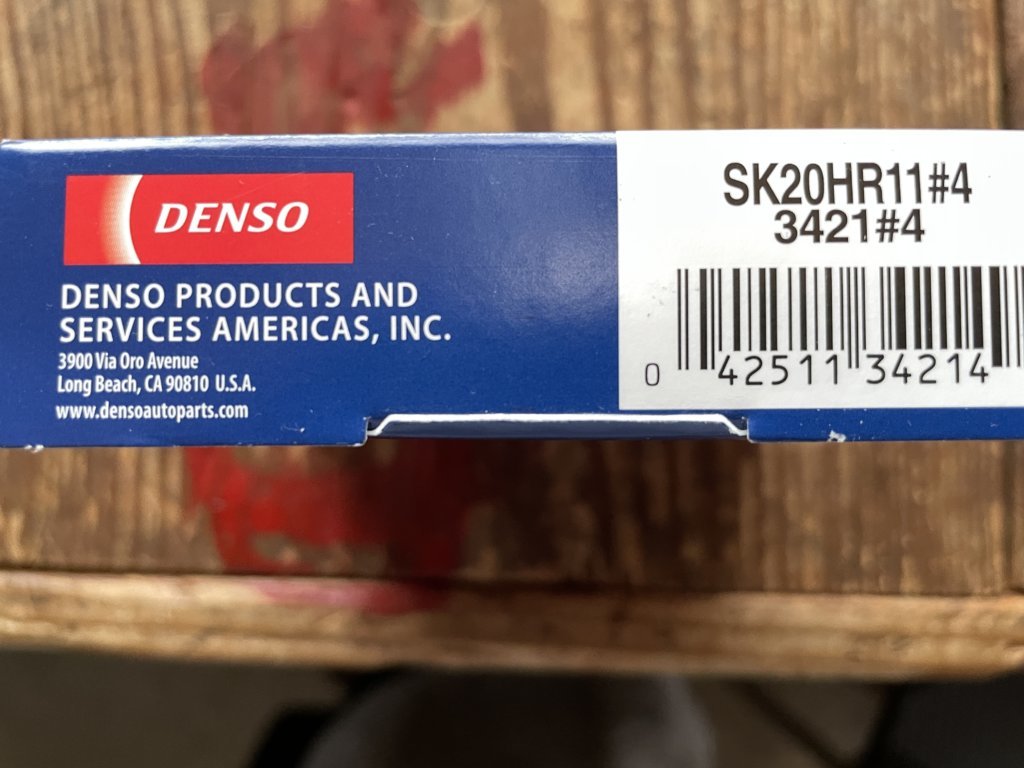 DENSO
DENSO PRODUCTS AND
SERVICES AMERICAS, INC.
3900 Via Oro Avenue
Long Beach, CA 90810 U.S.A.
www.densoautoparts.com
SK20HR11#4
3421#4
0 42511 34214